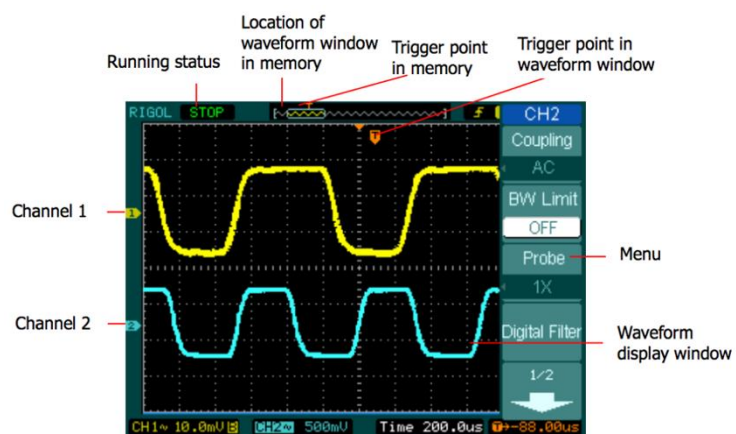 Location of
waveform window
in memory
Trigger point
in memory
Trigger point in
waveform window
Running status
RIGOL STOP
T
CH2
Coupling
AC
T
BW Limit
OFF
Channel 1
1
Probe
Menu
1X
Channel 2
2
Digital Filter
Waveform
display window
1/2
CH1~ 10.0mV B CH2~ 500mV Time 200.0us T→-88.00us